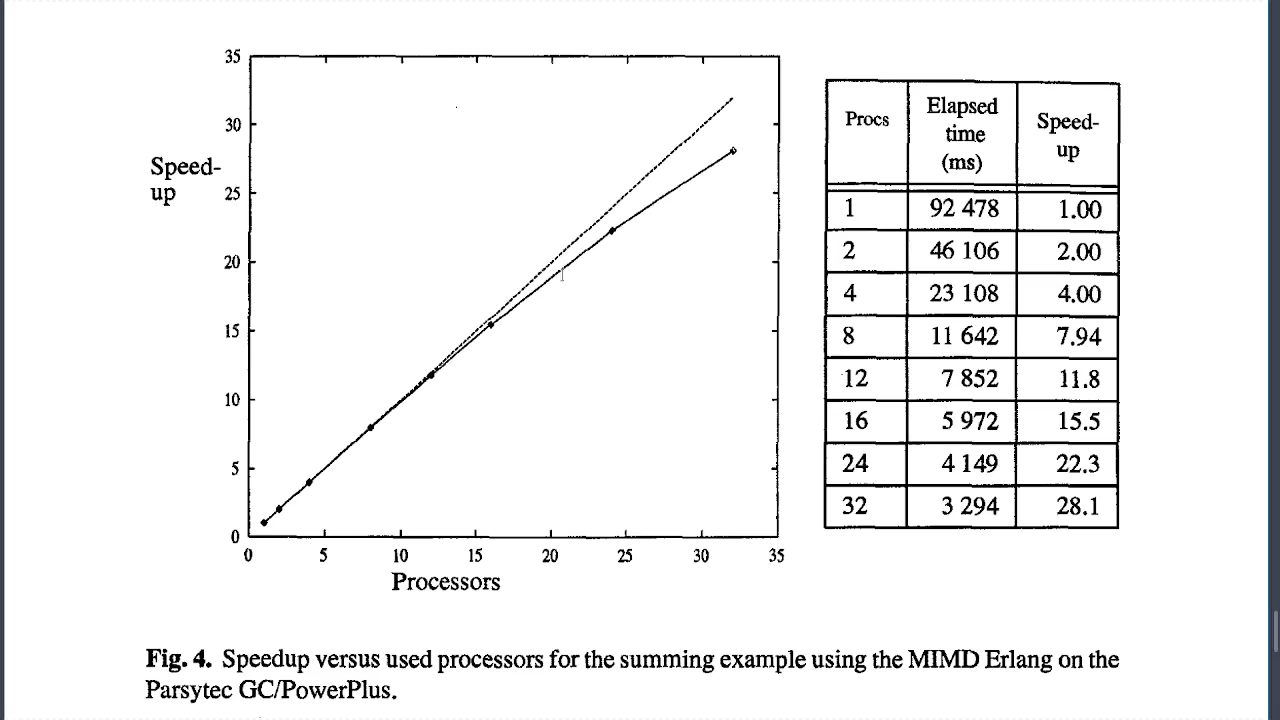 35
30
25
20
15
10
5
0
Speed-
up
0 5 10 15 20 25 30 35
Processors
Procs Elapsed time (ms) Speed-up
1 92 478 1.00
2 46 106 2.00
4 23 108 4.00
8 11 642 7.94
12 7 852 11.8
16 5 972 15.5
24 4 149 22.3
32 3 294 28.1
Fig. 4. Speedup versus used processors for the summing example using the MIMD Erlang on the
Parsytec GC/PowerPlus.